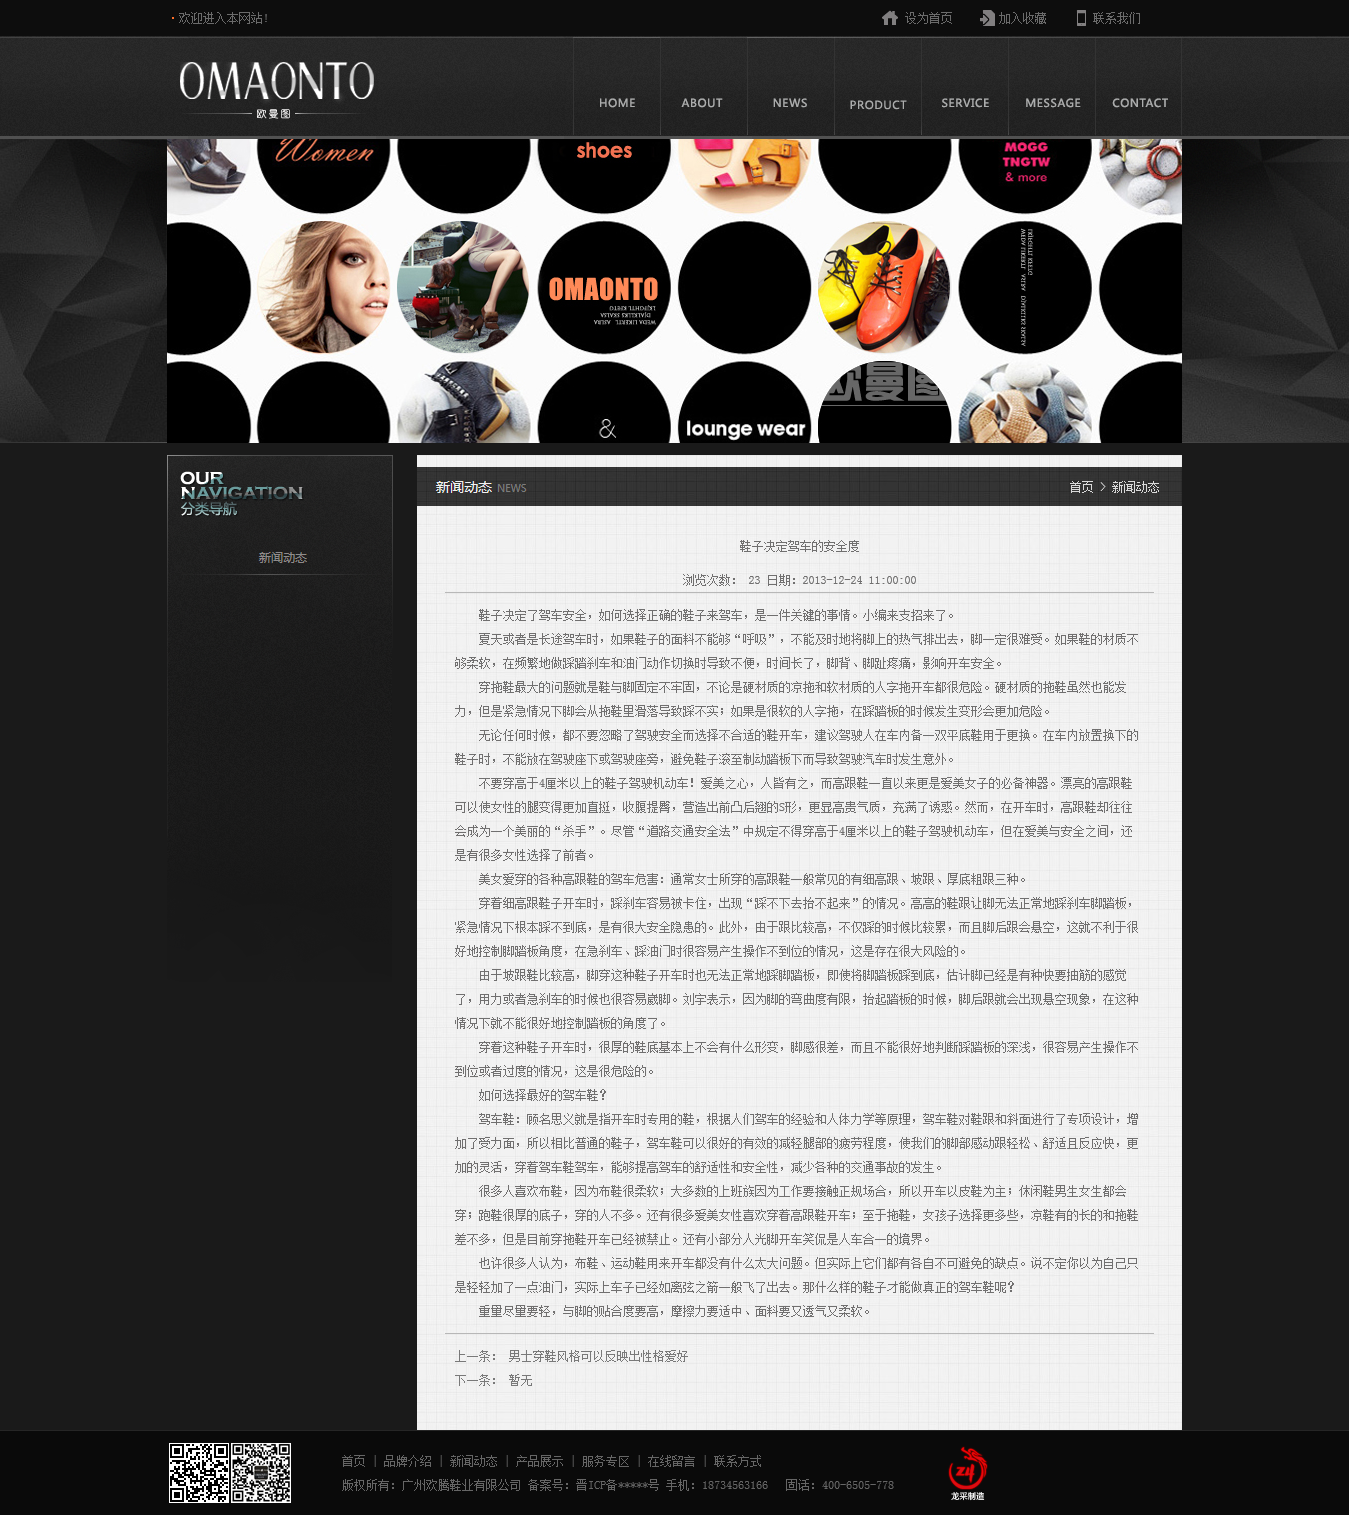 ·欢迎进入本网站!
设为首页 加入收藏 联系我们
OMAONTO
欧曼图
HOME ABOUT NEWS PRODUCT SERVICE MESSAGE CONTACT
Women
shoes
MOGG
TNGTW
& more
OMAONTO
欧曼图
&
lounge wear
OUR
NAVIGATION
分类导航
新闻动态
新闻动态 NEWS
首页 > 新闻动态
鞋子决定驾车的安全度
浏览次数: 23 日期: 2013-12-24 11:00:00
鞋子决定了驾车安全，如何选择正确的鞋子来驾车，是一件关键的事情。小编来支招来了。
夏天或者是长途驾车时，如果鞋子的面料不能够“呼吸”，不能及时地将脚上的热气排出去，脚一定很难受。如果鞋的材质不
够柔软，在频繁地做踩踏刹车和油门动作切换时导致不便，时间长了，脚背、脚趾疼痛，影响开车安全。
穿拖鞋最大的问题就是鞋与脚固定不牢固，不论是硬材质的凉拖和软材质的人字拖开车都很危险。硬材质的拖鞋虽然也能发
力，但是紧急情况下脚会从拖鞋里滑落导致踩不实；如果是很软的人字拖，在踩踏板的时候发生变形会更加危险。
无论任何时候，都不要忽略了驾驶安全而选择不合适的鞋开车，建议驾驶人在车内备一双平底鞋用于更换。在车内放置换下的
鞋子时，不能放在驾驶座下或驾驶座旁，避免鞋子滚至制动踏板下而导致驾驶汽车时发生意外。
不要穿高于4厘米以上的鞋子驾驶机动车！爱美之心，人皆有之，而高跟鞋一直以来更是爱美女子的必备神器。漂亮的高跟鞋
可以使女性的腿变得更加直挺，收腹提臀，营造出前凸后翘的S形，更显高贵气质，充满了诱惑。然而，在开车时，高跟鞋却往往
会成为一个美丽的“杀手”。尽管“道路交通安全法”中规定不得穿高于4厘米以上的鞋子驾驶机动车，但在爱美与安全之间，还
是有很多女性选择了前者。
美女爱穿的各种高跟鞋的驾车危害：通常女士所穿的高跟鞋一般常见的有细高跟、坡跟、厚底粗跟三种。
穿着细高跟鞋子开车时，踩刹车容易被卡住，出现“踩不下去抬不起来”的情况。高高的鞋跟让脚无法正常地踩刹车脚踏板，
紧急情况下根本踩不到底，是有很大安全隐患的。此外，由于跟比较高，不仅踩的时候比较累，而且脚后跟会悬空，这就不利于很
好地控制脚踏板角度，在急刹车、踩油门时很容易产生操作不到位的情况，这是存在很大风险的。
由于坡跟鞋比较高，脚穿这种鞋子开车时也无法正常地踩脚踏板，即使将脚踏板踩到底，估计脚已经是有种快要抽筋的感觉
了，用力或者急刹车的时候也很容易崴脚。刘宇表示，因为脚的弯曲度有限，抬起踏板的时候，脚后跟就会出现悬空现象，在这种
情况下就不能很好地控制踏板的角度了。
穿着这种鞋子开车时，很厚的鞋底基本上不会有什么形变，脚感很差，而且不能很好地判断踩踏板的深浅，很容易产生操作不
到位或者过度的情况，这是很危险的。
如何选择最好的驾车鞋？
驾车鞋：顾名思义就是指开车时专用的鞋，根据人们驾车的经验和人体力学等原理，驾车鞋对鞋跟和斜面进行了专项设计，增
加了受力面，所以相比普通的鞋子，驾车鞋可以很好的有效的减轻腿部的疲劳程度，使我们的脚部感动跟轻松、舒适且反应快，更
加的灵活，穿着驾车鞋驾车，能够提高驾车的舒适性和安全性，减少各种的交通事故的发生。
很多人喜欢布鞋，因为布鞋很柔软；大多数的上班族因为工作要接触正规场合，所以开车以皮鞋为主；休闲鞋男生女生都会
穿；跑鞋很厚的底子，穿的人不多。还有很多爱美女性喜欢穿着高跟鞋开车；至于拖鞋，女孩子选择更多些，凉鞋有的长的和拖鞋
差不多，但是目前穿拖鞋开车已经被禁止。还有小部分人光脚开车笑侃是人车合一的境界。
也许很多人认为，布鞋、运动鞋用来开车都没有什么太大问题。但实际上它们都有各自不可避免的缺点。说不定你以为自己只
是轻轻加了一点油门，实际上车子已经如离弦之箭一般飞了出去。那什么样的鞋子才能做真正的驾车鞋呢？
重量尽量要轻，与脚的贴合度要高，摩擦力要适中、面料要又透气又柔软。
上一条： 男士穿鞋风格可以反映出性格爱好
下一条： 暂无
首页 | 品牌介绍 | 新闻动态 | 产品展示 | 服务专区 | 在线留言 | 联系方式
版权所有：广州欢腾鞋业有限公司 备案号：晋ICP备*****号 手机：18734563166 固话：400-6505-778
龙采制造